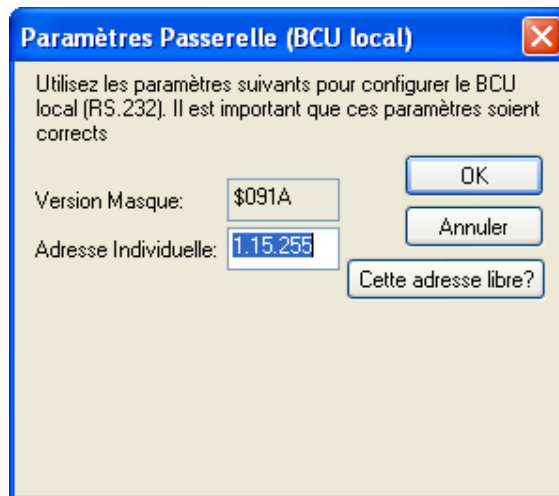 Paramètres Passerelle (BCU local)
Utilisez les paramètres suivants pour configurer le BCU
local (RS.232). Il est important que ces paramètres soient
corrects
OK
Version Masque: $091A
Annuler
Adresse Individuelle: 1.15.255
Cette adresse libre?